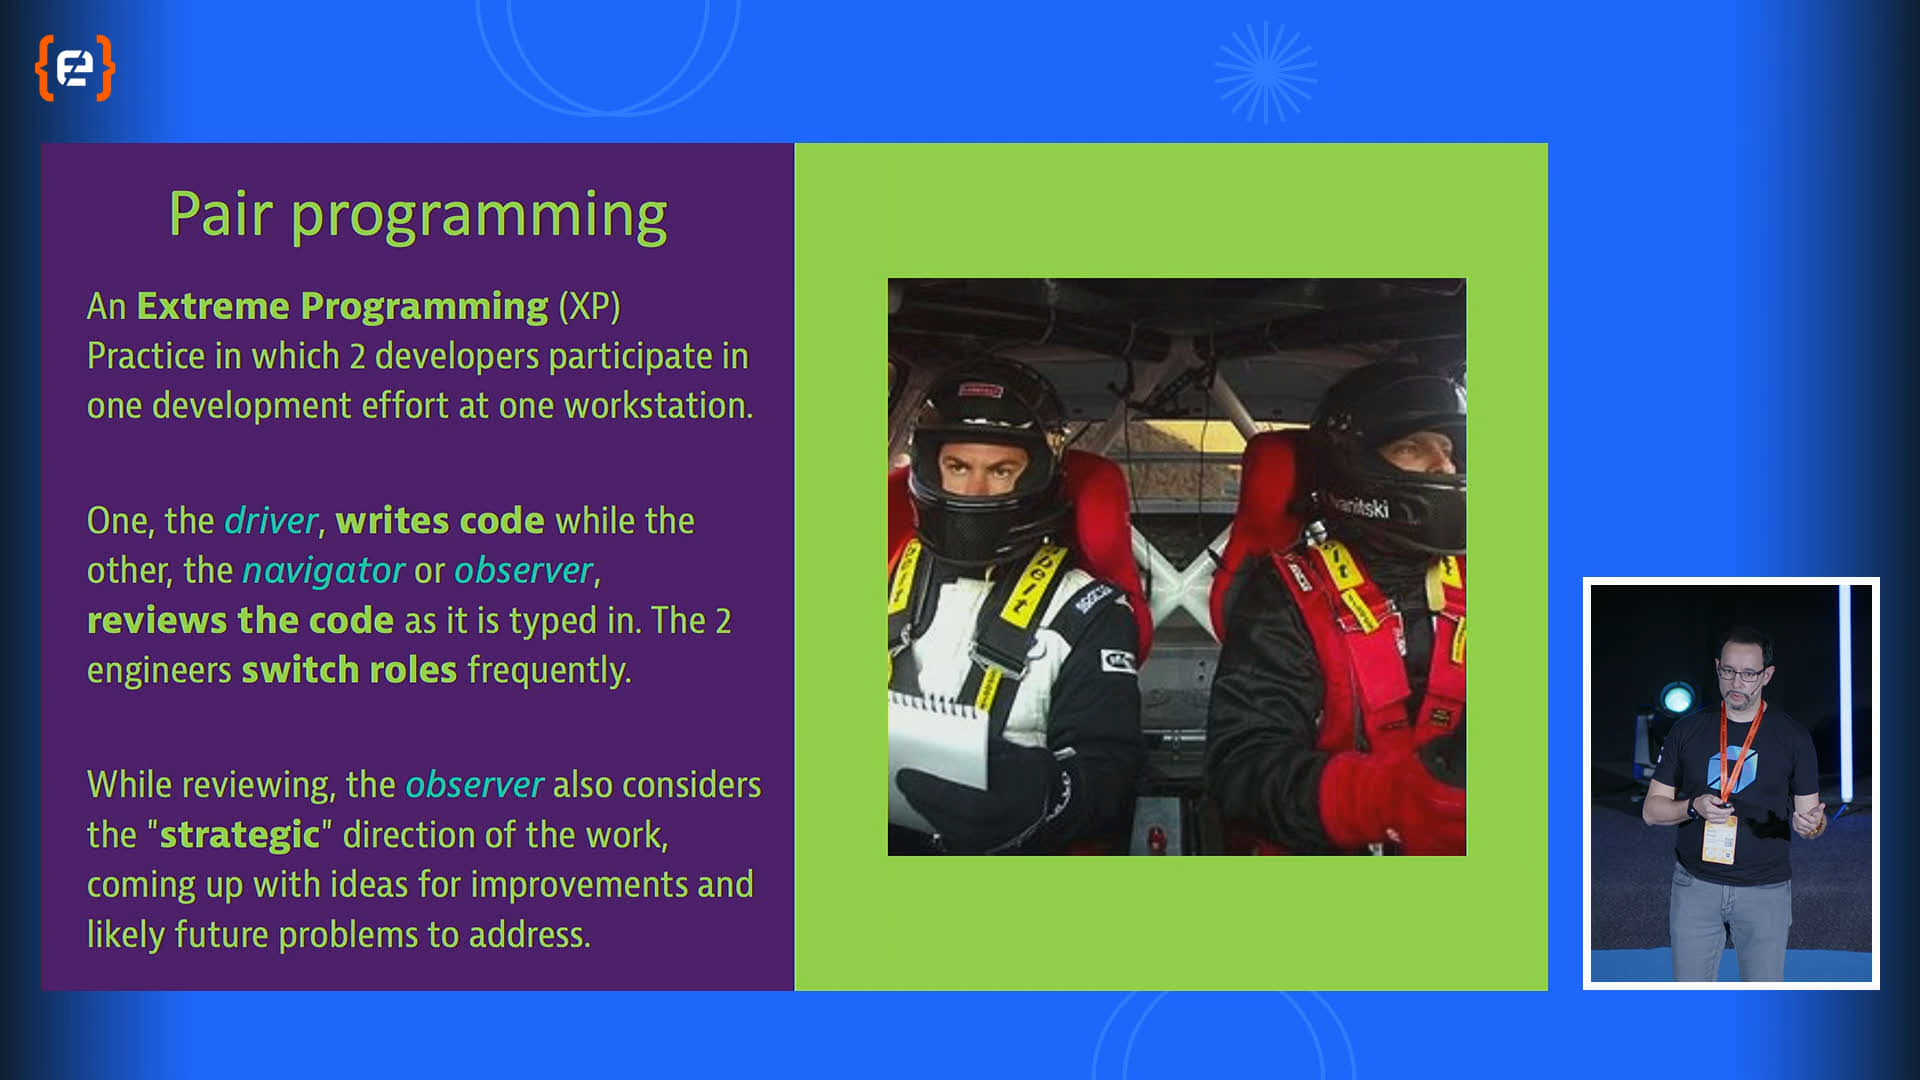 Pair programming
An Extreme Programming (XP)
Practice in which 2 developers participate in
one development effort at one workstation.
One, the driver, writes code while the
other, the navigator or observer,
reviews the code as it is typed in. The 2
engineers switch roles frequently.
While reviewing, the observer also considers
the "strategic" direction of the work,
coming up with ideas for improvements and
likely future problems to address.